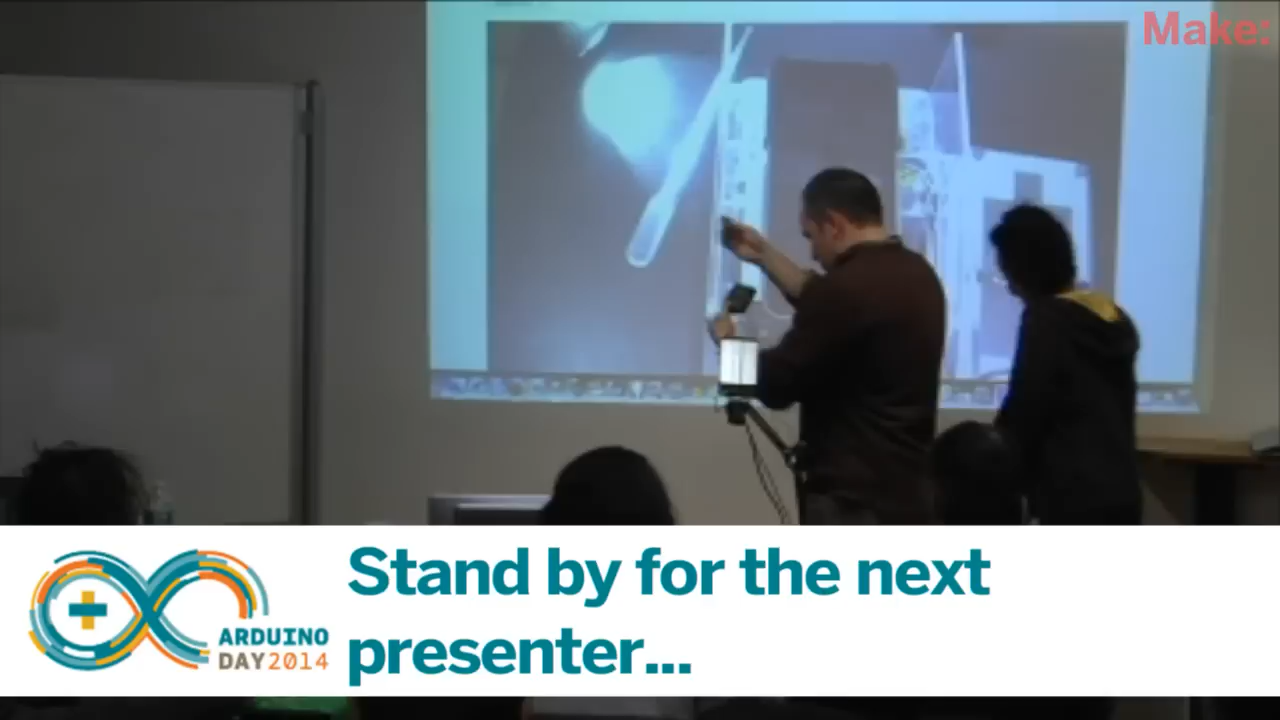 Make:
Stand by for the next
presenter...
ARDUINO
DAY2014